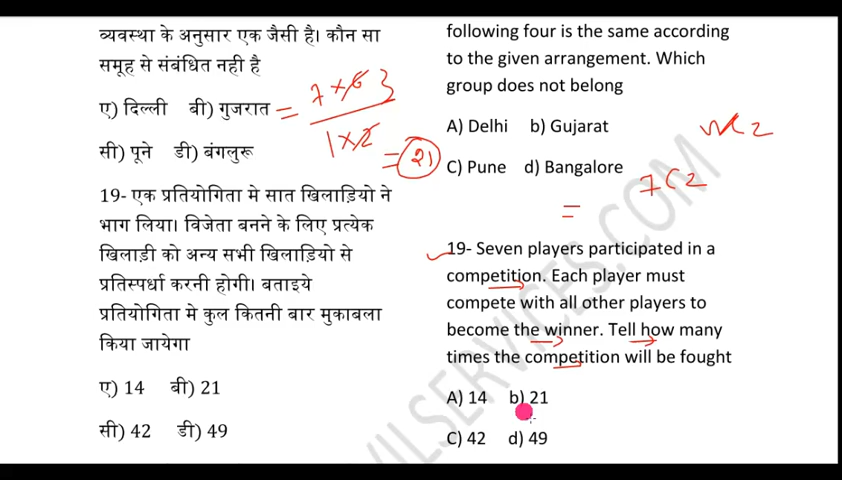 व्यवस्था के अनुसार एक जैसी है। कौन सा
समूह से संबंधित नही है
ए) दिल्ली बी) गुजरात
सी) पूने डी) बंगलुरू
= 7 × 6 3
1 × 2
= 21
19- एक प्रतियोगिता मे सात खिलाड़ियो ने
भाग लिया। विजेता बनने के लिए प्रत्येक
खिलाडी को अन्य सभी खिलाड़ियो से
प्रतिस्पर्धा करनी होगी। बताइये
प्रतियोगिता मे कुल कितनी बार मुकाबला
किया जायेगा
ए) 14 बी) 21
सी) 42 डी) 49
following four is the same according
to the given arrangement. Which
group does not belong
A) Delhi b) Gujarat
C) Pune d) Bangalore
7C2
=
19- Seven players participated in a
competition. Each player must
compete with all other players to
become the winner. Tell how many
times the competition will be fought
A) 14 b) 21
C) 42 d) 49
VILSERVICES.COM